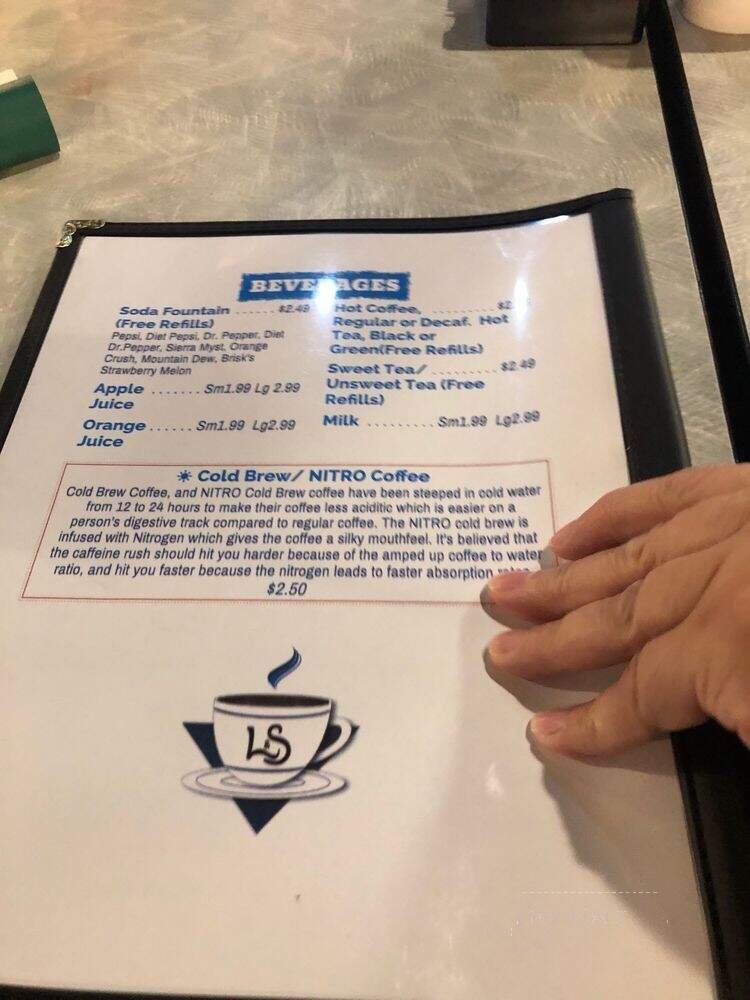 BEVERAGES
Soda Fountain ...... $2.49
(Free Refills)
Pepsi, Diet Pepsi, Dr. Pepper, Diet
Dr.Pepper, Sierra Myst, Orange
Crush, Mountain Dew, Brisk's
Strawberry Melon
Apple ....... Sm1.99 Lg 2.99
Juice
Orange ...... Sm1.99 Lg2.99
Juice
Hot Coffee, ..........
Regular or Decaf. Hot
Tea, Black or
Green(Free Refills)
Sweet Tea/ .......... $2.49
Unsweet Tea (Free
Refills)
Milk ......... Sm1.99 Lg2.99
Cold Brew/ NITRO Coffee
Cold Brew Coffee, and NITRO Cold Brew coffee have been steeped in cold water
from 12 to 24 hours to make their coffee less aciditic which is easier on a
person's digestive track compared to regular coffee. The NITRO cold brew is
infused with Nitrogen which gives the coffee a silky mouthfeel. It's believed that
the caffeine rush should hit you harder because of the amped up coffee to water
ratio, and hit you faster because the nitrogen leads to faster absorption
$2.50
L&S